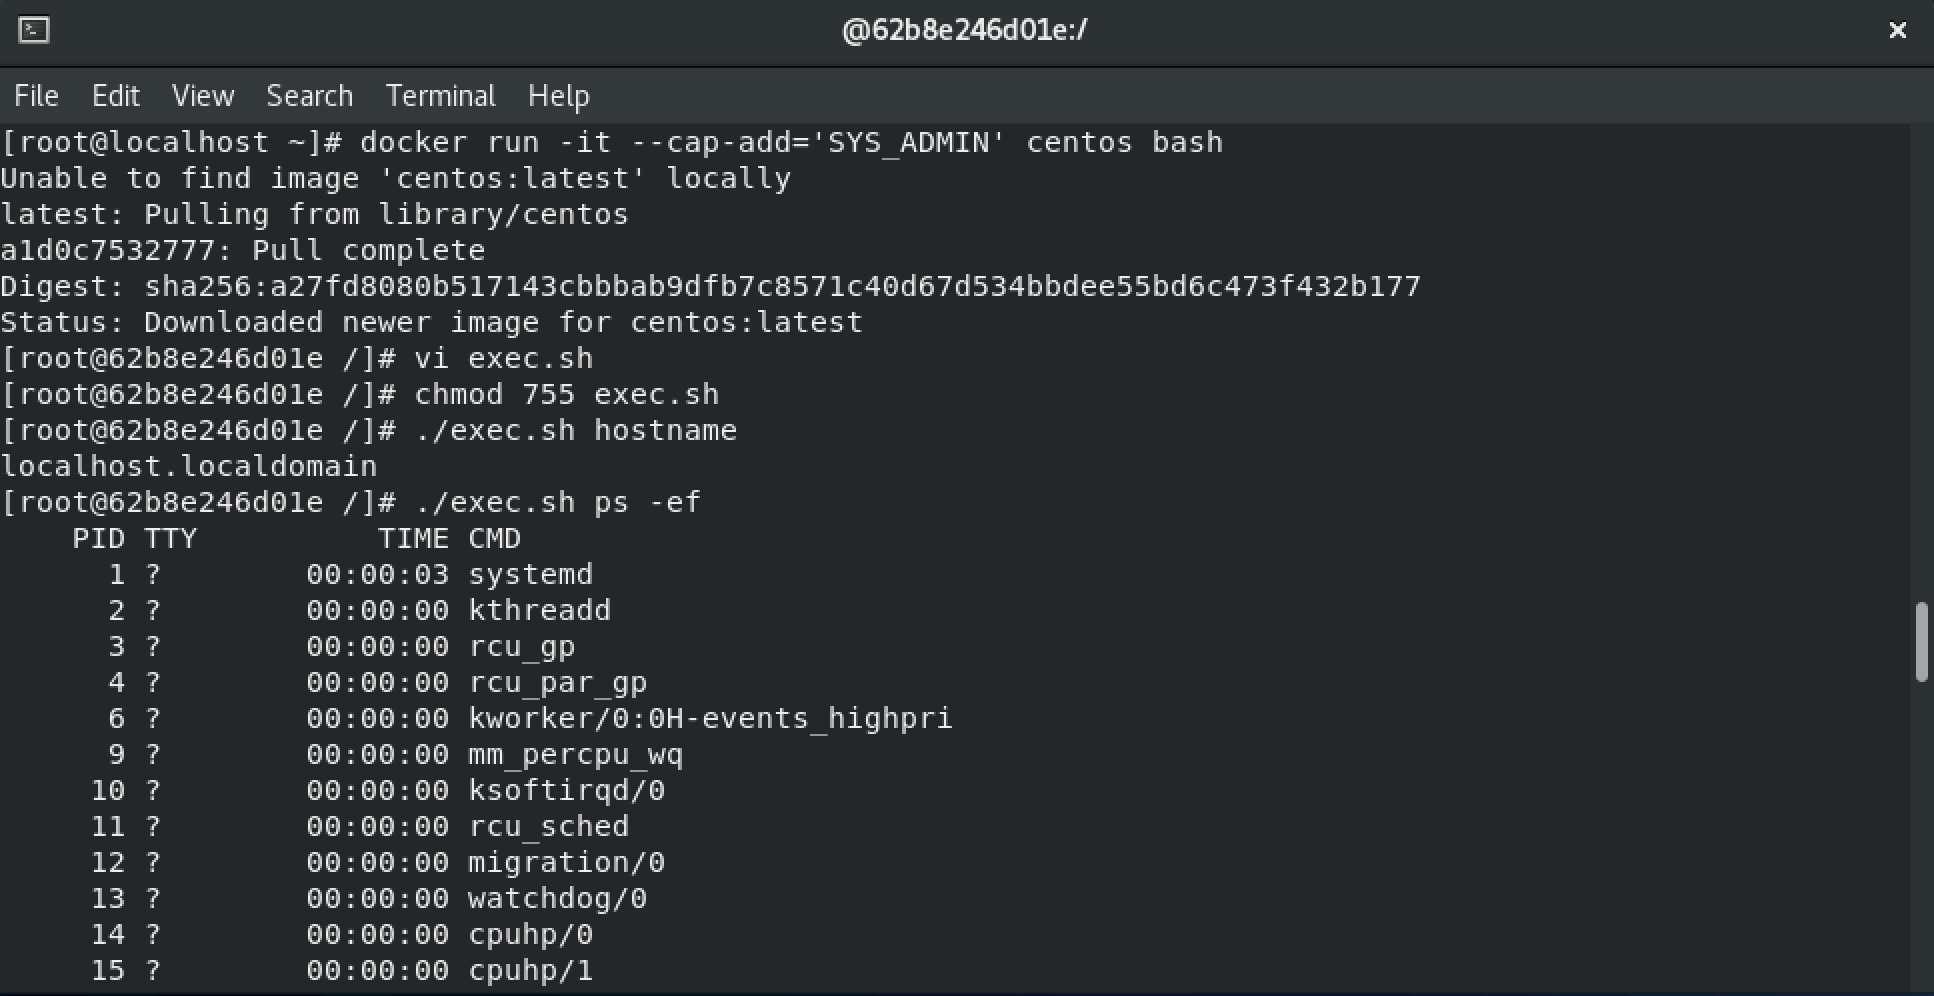 @62b8e246d01e:/
File Edit View Search Terminal Help
[root@localhost ~]# docker run -it --cap-add='SYS_ADMIN' centos bash
Unable to find image 'centos:latest' locally
latest: Pulling from library/centos
a1d0c7532777: Pull complete
Digest: sha256:a27fd8080b517143cbbbab9dfb7c8571c40d67d534bbdee55bd6c473f432b177
Status: Downloaded newer image for centos:latest
[root@62b8e246d01e /]# vi exec.sh
[root@62b8e246d01e /]# chmod 755 exec.sh
[root@62b8e246d01e /]# ./exec.sh hostname
localhost.localdomain
[root@62b8e246d01e /]# ./exec.sh ps -ef
    PID TTY          TIME CMD
      1 ?        00:00:03 systemd
      2 ?        00:00:00 kthreadd
      3 ?        00:00:00 rcu_gp
      4 ?        00:00:00 rcu_par_gp
      6 ?        00:00:00 kworker/0:0H-events_highpri
      9 ?        00:00:00 mm_percpu_wq
     10 ?        00:00:00 ksoftirqd/0
     11 ?        00:00:00 rcu_sched
     12 ?        00:00:00 migration/0
     13 ?        00:00:00 watchdog/0
     14 ?        00:00:00 cpuhp/0
     15 ?        00:00:00 cpuhp/1